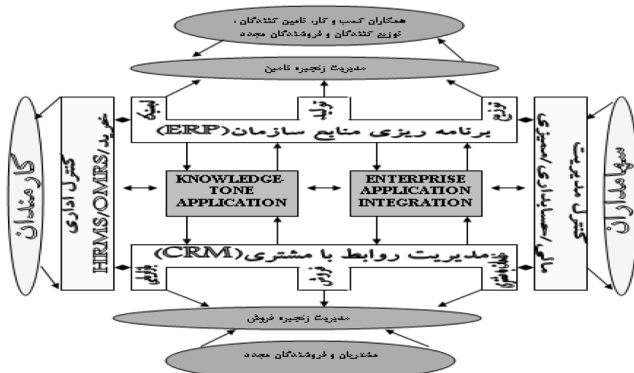 همکاران کسب و کار، تامین کنندگان،
توزیع کنندگان و فروشندگان مجدد
مدیریت زنجیره تامین
تولید
توزیع
برنامه ریزی منابع سازمان(ERP)
کارمندان
کنترل اداری
HRMS/OMRS/خرید
KNOWLEDGE-
TONE
APPLICATION
ENTERPRISE
APPLICATION
INTEGRATION
مالی/حسابداری/ممیزی
کنترل مدیریت
سهامداران
مدیریت روابط با مشتری(CRM)
بازاریابی
فروش
مدیریت زنجیره فروش
مشتریان و فروشندگان مجدد